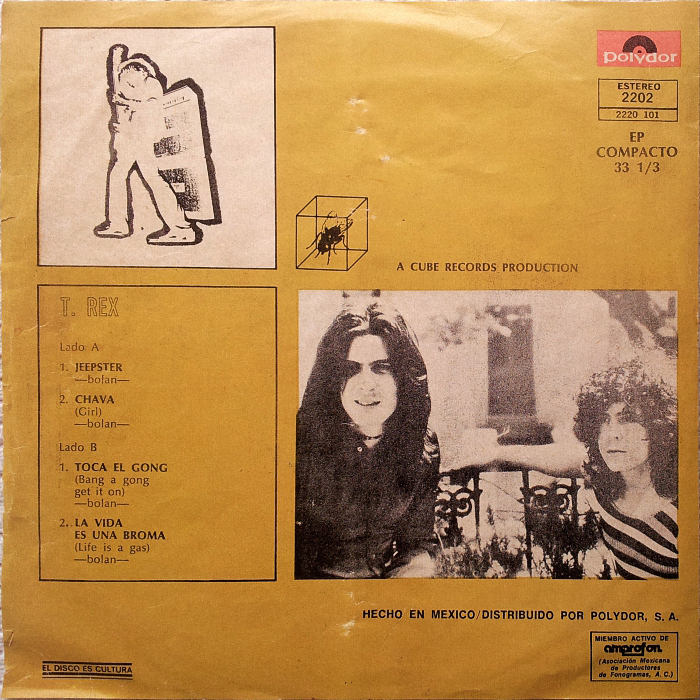 polydor
ESTEREO
2202
2220 101
EP
COMPACTO
33 1/3
A CUBE RECORDS PRODUCTION
T. REX
Lado A
1. JEEPSTER
—bolan—
2. CHAVA
(Girl)
—bolan—
Lado B
1. TOCA EL GONG
(Bang a gong
get it on)
—bolan—
2. LA VIDA
ES UNA BROMA
(Life is a gas)
—bolan—
HECHO EN MEXICO/DISTRIBUIDO POR POLYDOR, S. A.
EL DISCO ES CULTURA
MIEMBRO ACTIVO DE
amprofon.
(Asociación Mexicana
de Productores
de Fonogramas, A. C.)